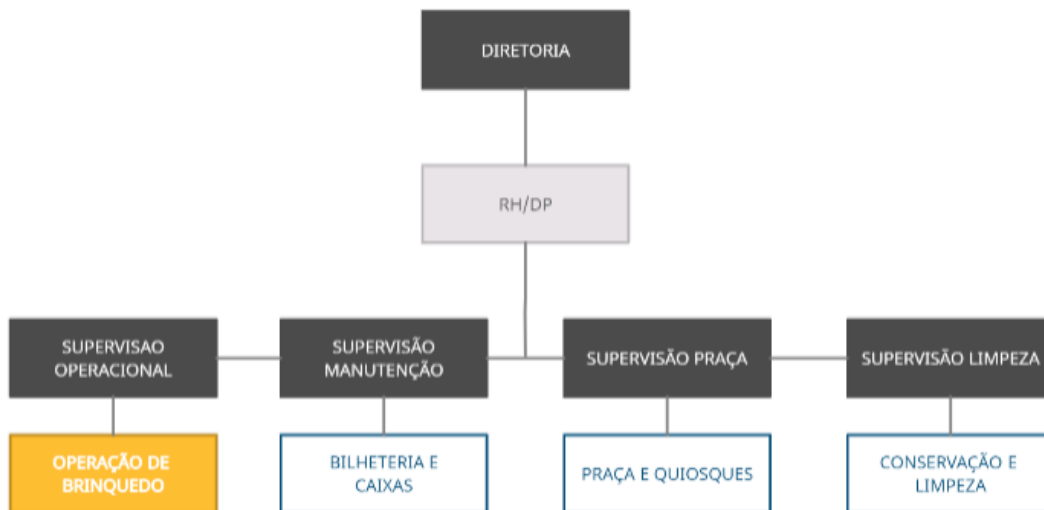 DIRETORIA
RH/DP
SUPERVISAO
OPERACIONAL
SUPERVISÃO
MANUTENÇÃO
SUPERVISÃO PRAÇA
SUPERVISÃO LIMPEZA
OPERAÇÃO DE
BRINQUEDO
BILHETERIA E
CAIXAS
PRAÇA E QUIOSQUES
CONSERVAÇÃO E
LIMPEZA